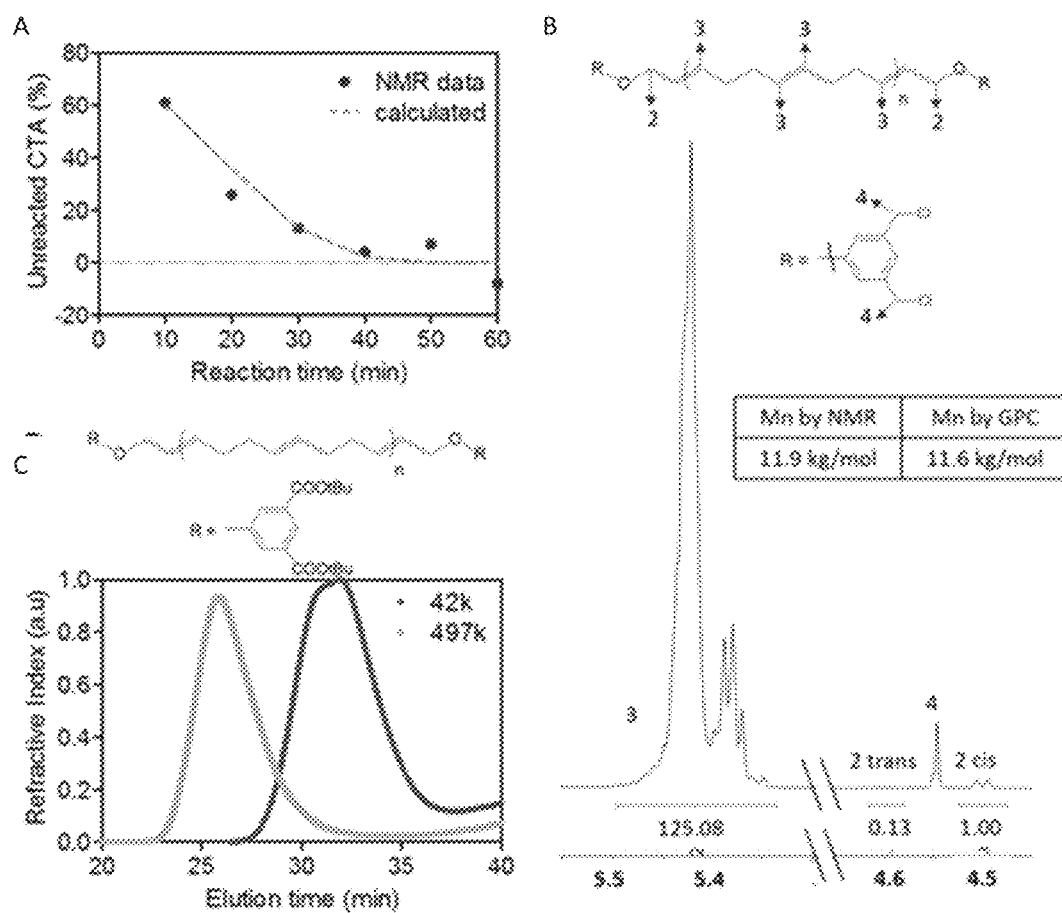 A
80
60
40
20
0
-20
Unreacted CTA (%)
NMR data
calculated
0 10 20 30 40 50 60
Reaction time (min)
B
3 3
R O O R
n
2 3 3 2
4 O
R =
4 O
Mn by NMR Mn by GPC
11.9 kg/mol 11.6 kg/mol
3
2 trans 4 2 cis
125.08 0.13 1.00
5.5 5.4 4.6 4.5
C
R O O R
n
R =
1.0
0.8
0.6
0.4
0.2
0.0
Refractive Index (a.u)
42k
497k
20 25 30 35 40
Elution time (min)